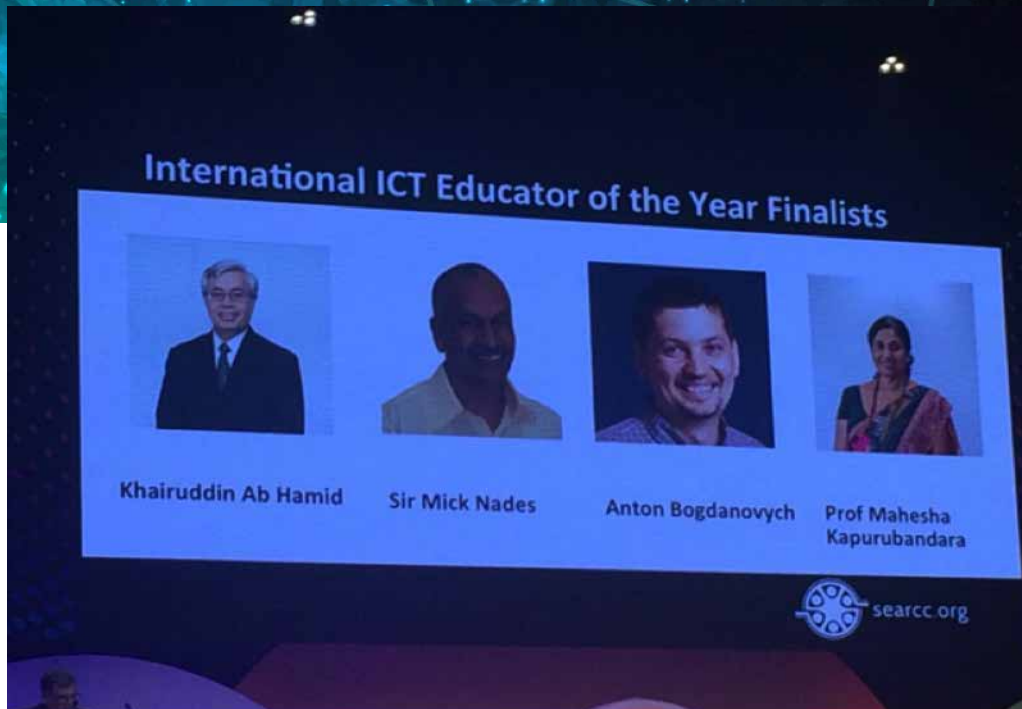 International ICT Educator of the Year Finalists
Khairuddin Ab Hamid
Sir Mick Nades
Anton Bogdanovych
Prof Mahesha
Kapurubandara
searcc.org